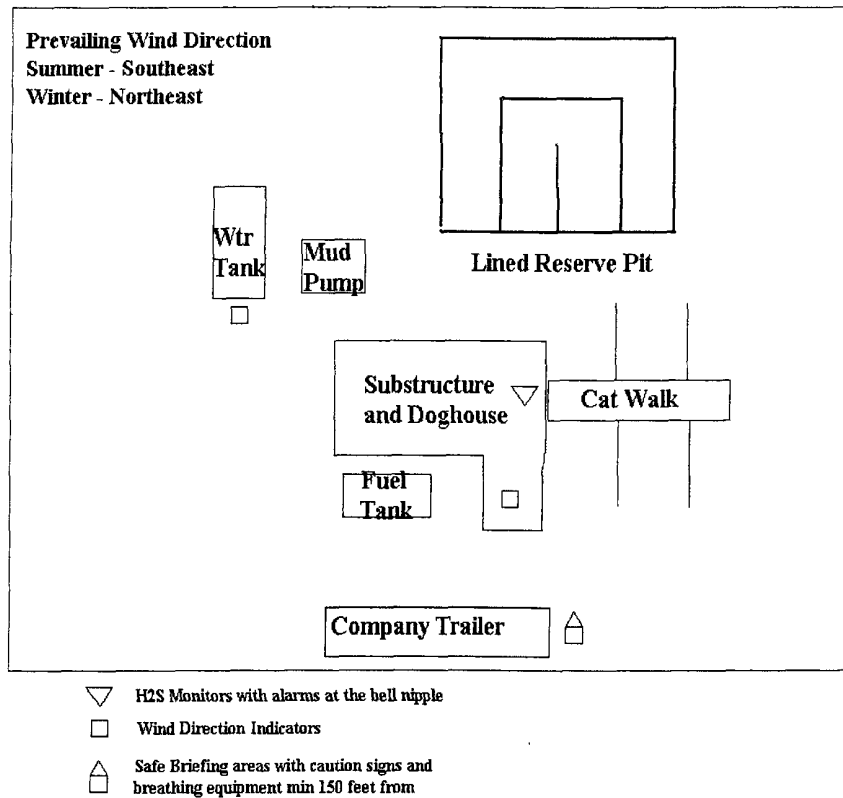 Prevailing Wind Direction
Summer - Southeast
Winter - Northeast
Wtr
Tank
Mud
Pump
Lined Reserve Pit
Substructure
and Doghouse
Cat Walk
Fuel
Tank
Company Trailer
H2S Monitors with alarms at the bell nipple
Wind Direction Indicators
Safe Briefing areas with caution signs and
breathing equipment min 150 feet from